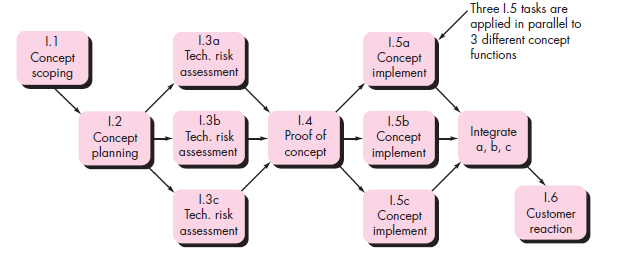 I.1
Concept
scoping
I.2
Concept
planning
I.3a
Tech. risk
assessment
I.3b
Tech. risk
assessment
I.3c
Tech. risk
assessment
I.4
Proof of
concept
I.5a
Concept
implement
I.5b
Concept
implement
I.5c
Concept
implement
Three I.5 tasks are
applied in parallel to
3 different concept
functions
Integrate
a, b, c
I.6
Customer
reaction